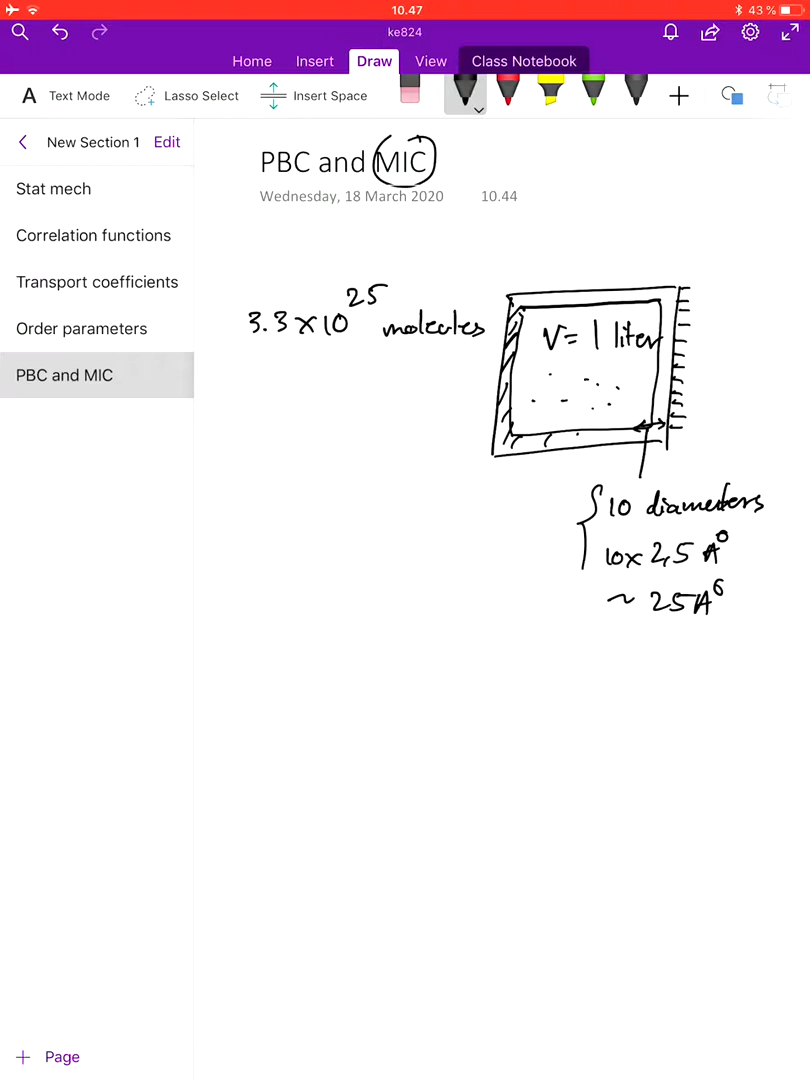 10.47
43 %
ke824
Home Insert Draw View Class Notebook
A Text Mode Lasso Select Insert Space
New Section 1 Edit
Stat mech
Correlation functions
Transport coefficients
Order parameters
PBC and MIC
PBC and MIC
Wednesday, 18 March 2020 10.44
3.3 × 10^25 molecules
V = 1 liter
10 diameters
10 × 2,5 A°
~ 25 A°
Page